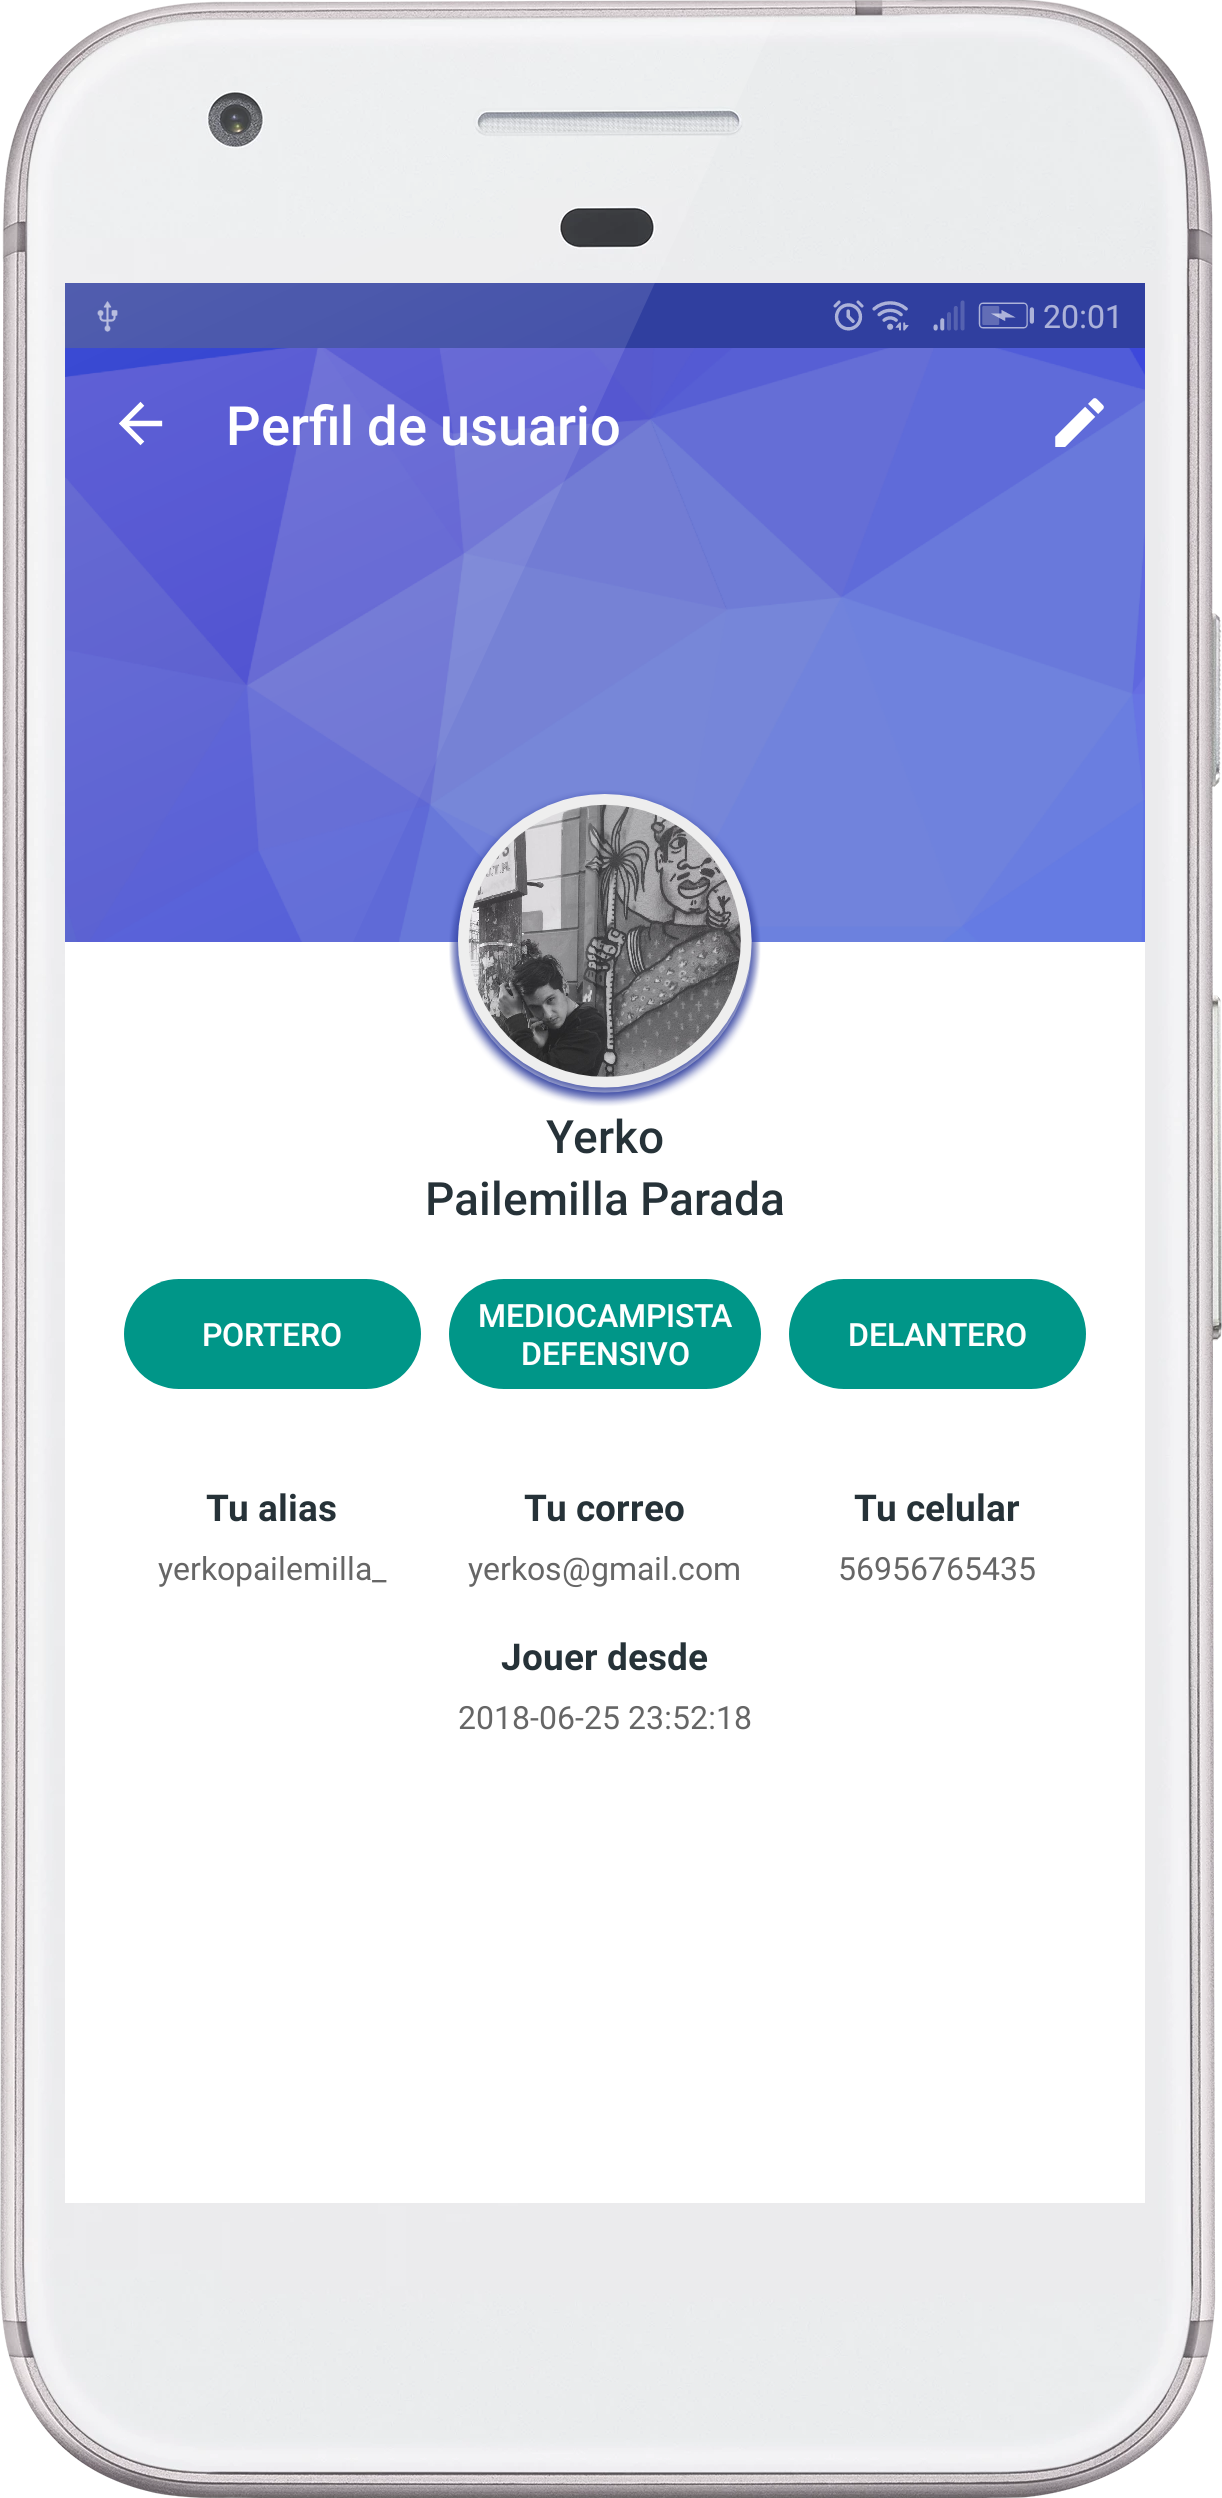 20:01
Perfil de usuario
Yerko
Pailemilla Parada
PORTERO
MEDIOCAMPISTA
DEFENSIVO
DELANTERO
Tu alias
Tu correo
Tu celular
yerkopailemilla_
yerkos@gmail.com
56956765435
Jouer desde
2018-06-25 23:52:18